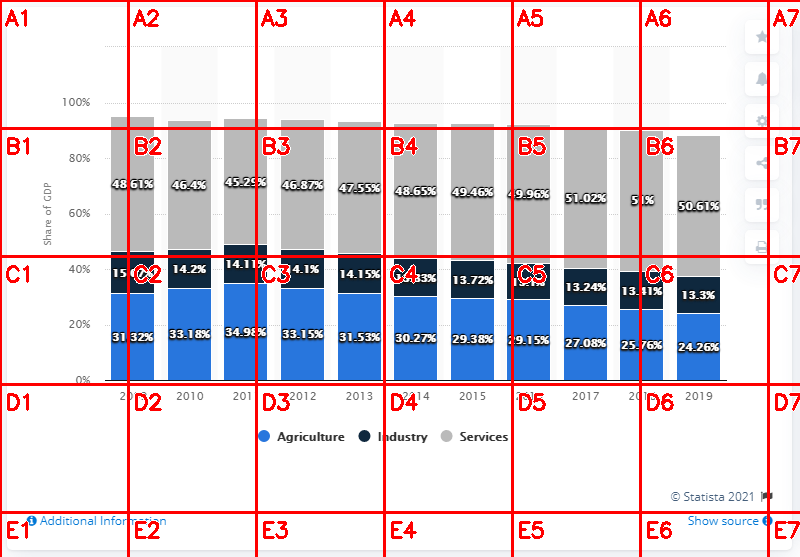 A1 A2 A3 A4 A5 A6 A7
100%
B1 B2 B3 B4 B5 B6 B7
80%
48.61% 46.4% 45.29% 46.87% 47.55% 48.65% 49.46% 49.96% 51.02% 51% 50.61%
Share of GDP
60%
C1 C2 C3 C4 C5 C6 C7
40%
14.2% 14.11% 14.1% 14.15% 13.72% 13.24% 13.41% 13.3%
20%
31.32% 33.18% 34.98% 33.15% 31.53% 30.27% 29.38% 29.15% 27.08% 25.76% 24.26%
0%
2010 2011 2012 2013 2014 2015 2017 2018 2019
D1 D2 D3 D4 D5 D6 D7
Agriculture Industry Services
© Statista 2021
Additional Information Show source
E1 E2 E3 E4 E5 E6 E7